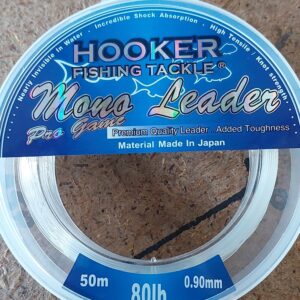 Nearly Invisible In Water - Incredible Shock Absorption - High Tensile / Knot strength
HOOKER
FISHING TACKLE®
Mono Leader
Pro Game
Premium Quality Leader. Added Toughness
Material Made In Japan
50m
80lb
0.90mm